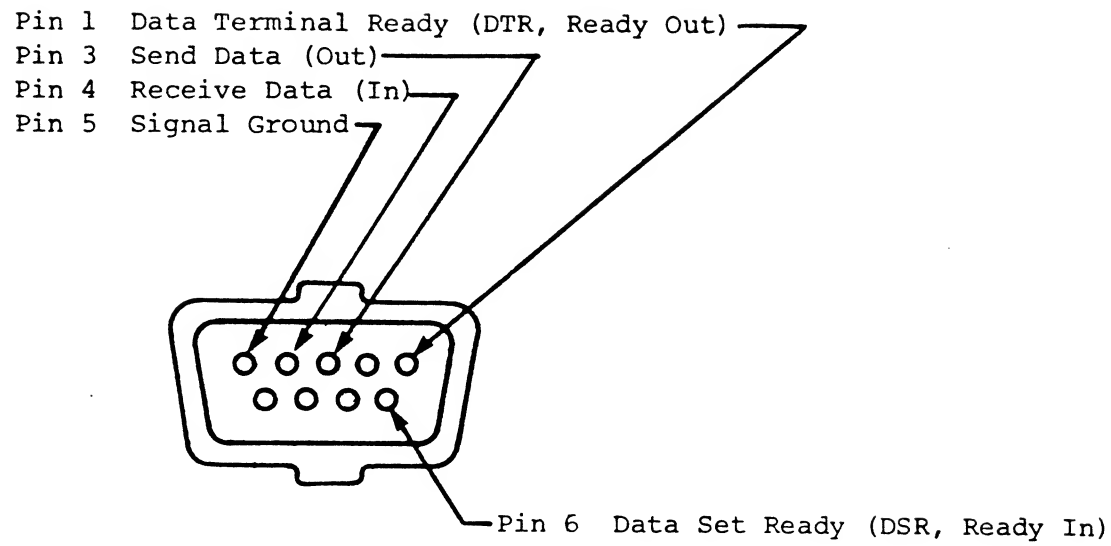 Pin 1 Data Terminal Ready (DTR, Ready Out)
Pin 3 Send Data (Out)
Pin 4 Receive Data (In)
Pin 5 Signal Ground
Pin 6 Data Set Ready (DSR, Ready In)